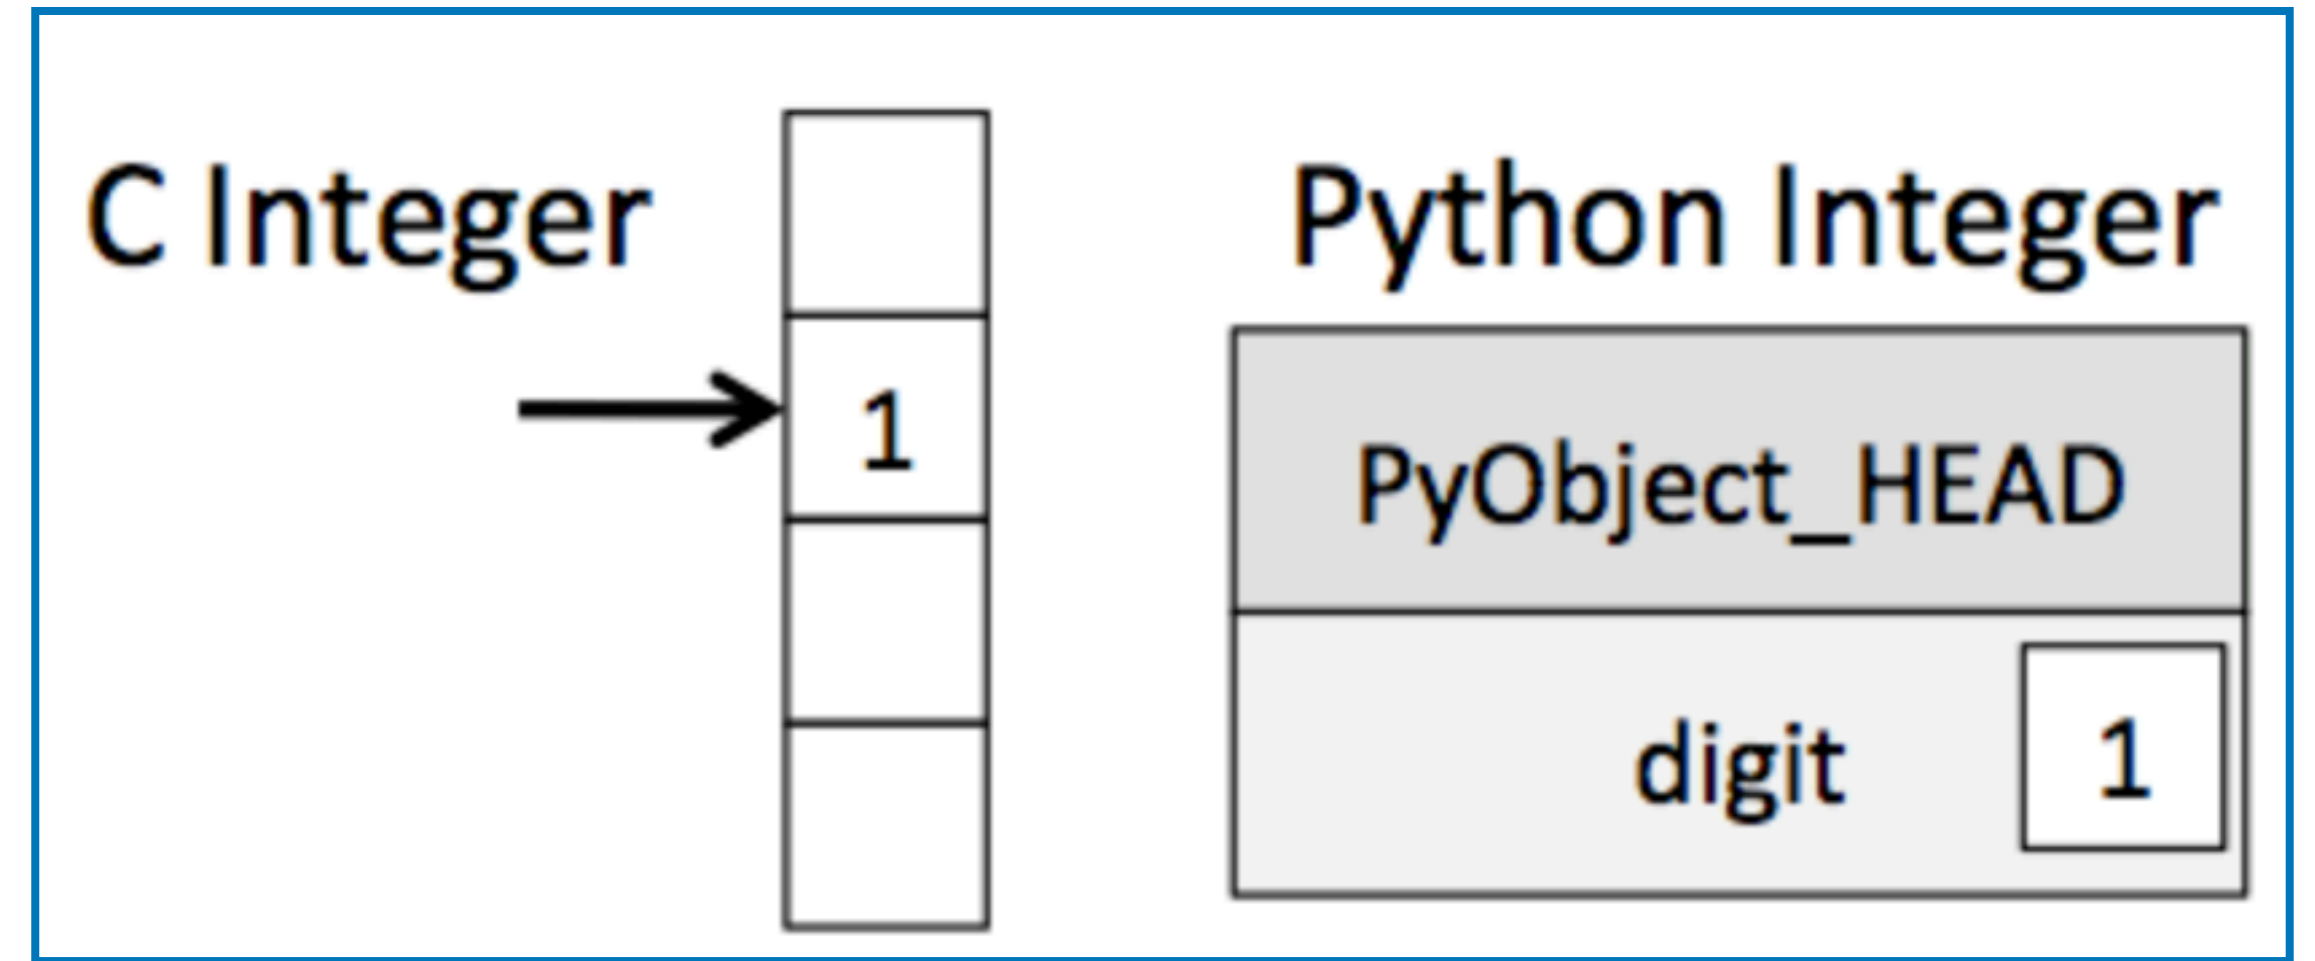 C Integer
1
Python Integer
PyObject_HEAD
digit
1